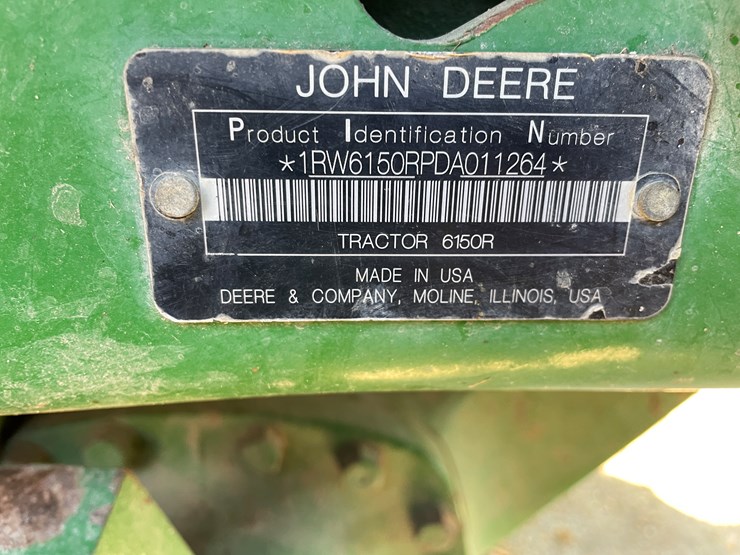 JOHN DEERE
Product Identification Number
*1RW6150RPDA011264*
TRACTOR 6150R
MADE IN USA
DEERE & COMPANY, MOLINE, ILLINOIS, USA